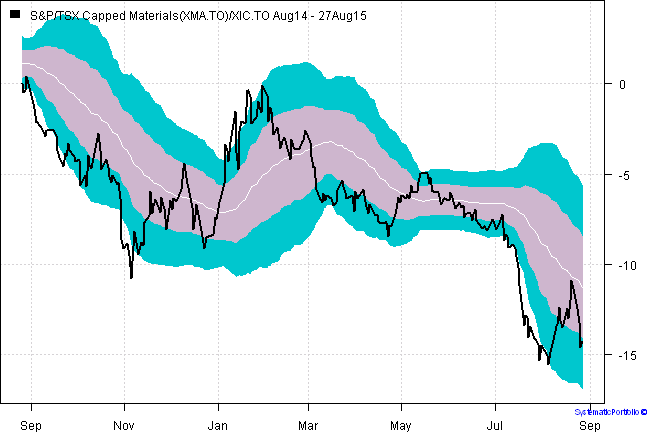 S&P/TSX Capped Materials(XMA.TO)/XIC.TO Aug14 - 27Aug15
0
-5
-10
-15
Sep Nov Jan Mar May Jul Sep
SystematicPortfolio ©